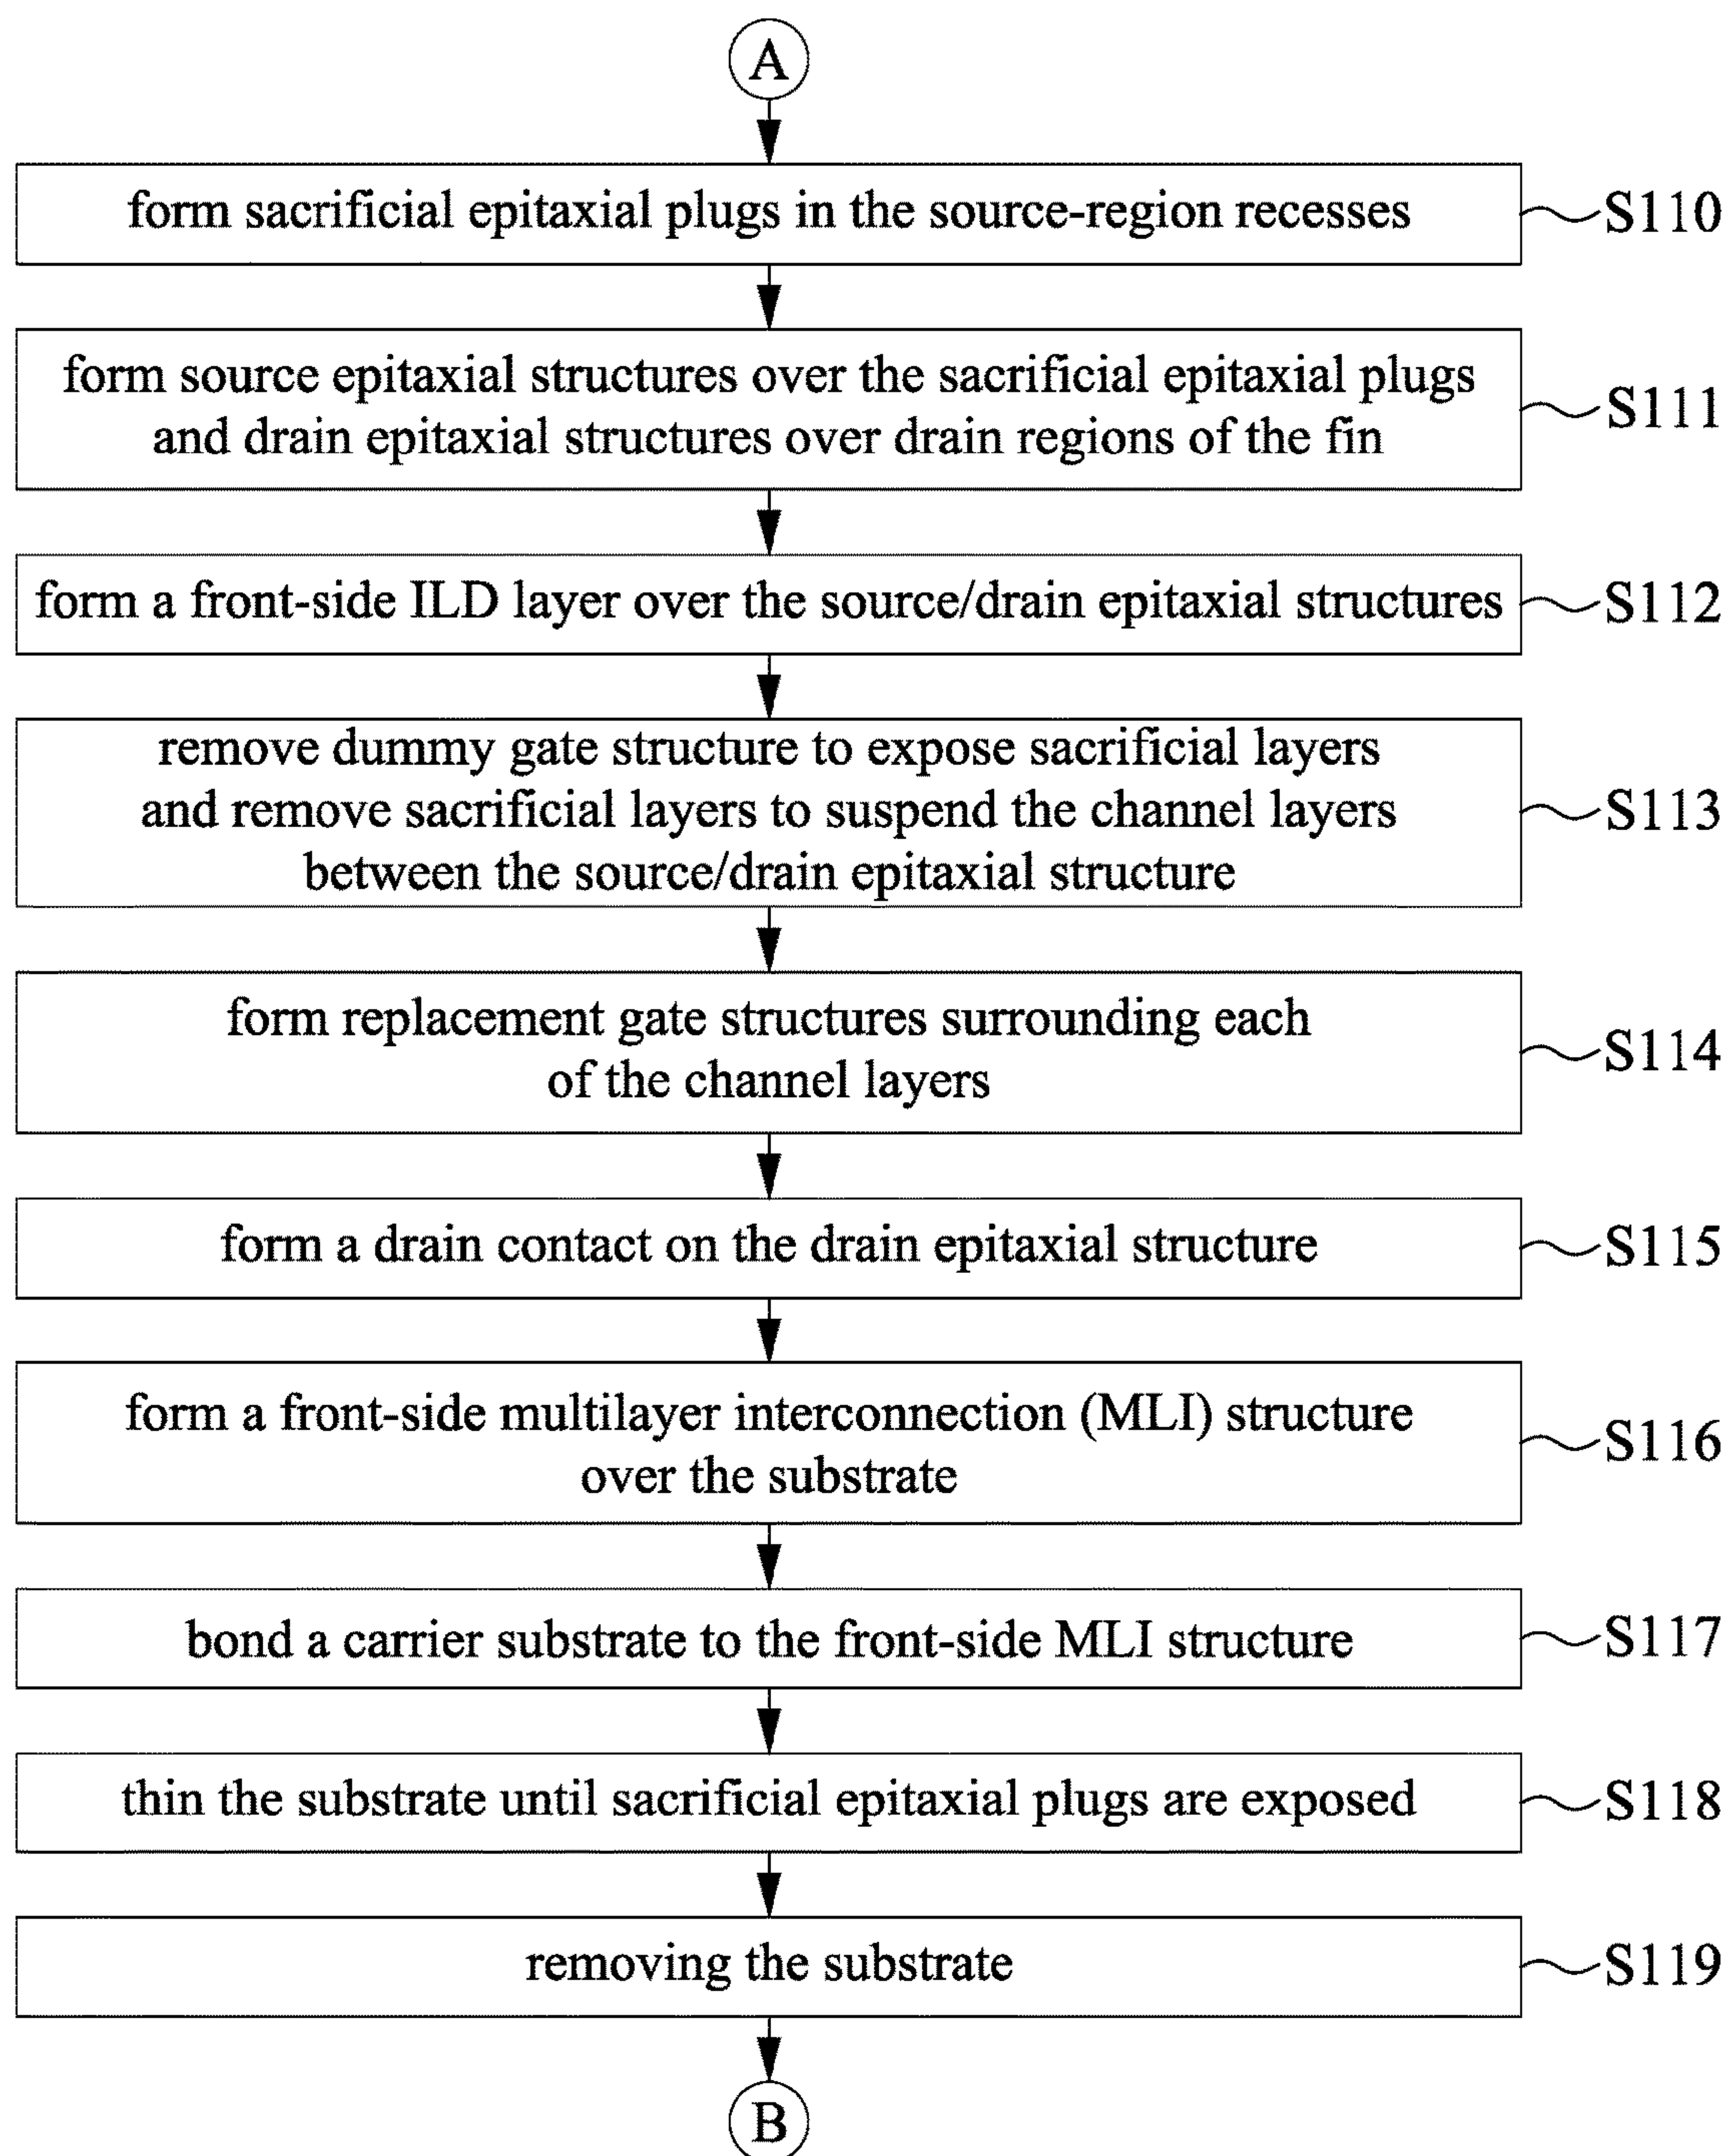 A
form sacrificial epitaxial plugs in the source-region recesses
S110
form source epitaxial structures over the sacrificial epitaxial plugs
and drain epitaxial structures over drain regions of the fin
S111
form a front-side ILD layer over the source/drain epitaxial structures
S112
remove dummy gate structure to expose sacrificial layers
and remove sacrificial layers to suspend the channel layers
between the source/drain epitaxial structure
S113
form replacement gate structures surrounding each
of the channel layers
S114
form a drain contact on the drain epitaxial structure
S115
form a front-side multilayer interconnection (MLI) structure
over the substrate
S116
bond a carrier substrate to the front-side MLI structure
S117
thin the substrate until sacrificial epitaxial plugs are exposed
S118
removing the substrate
S119
B